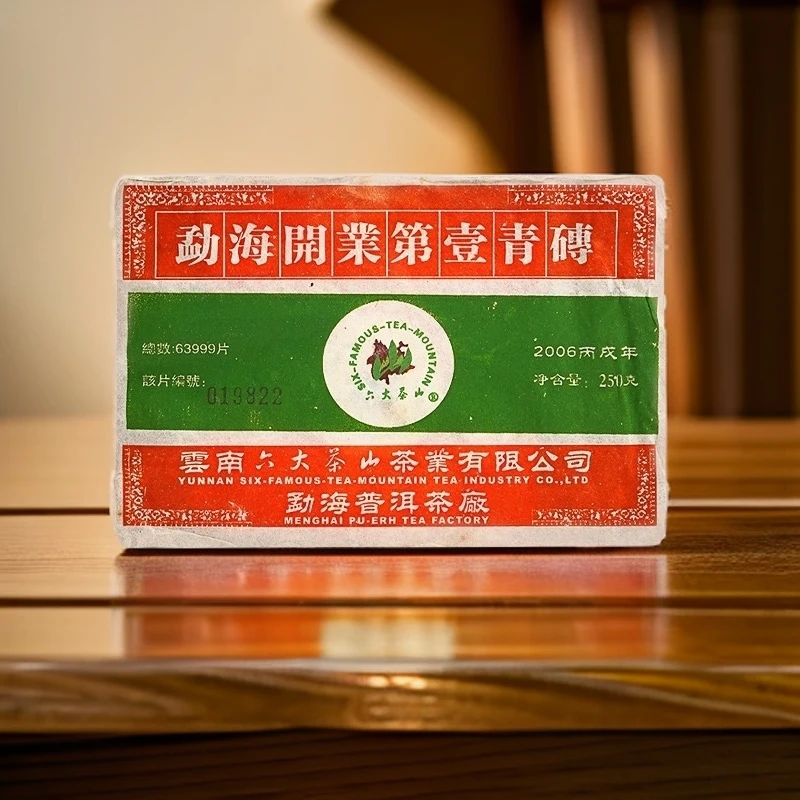 勐海開業第壹青磚
總數:63999片
該片編號:
019822
SIX-FAMOUS-TEA-MOUNTAIN
六大茶山®
2006丙戌年
净含量: 250克
雲南六大茶山茶業有限公司
YUNNAN SIX-FAMOUS-TEA-MOUNTAIN TEA INDUSTRY CO.,LTD
勐海普洱茶廠
MENGHAI PU-ERH TEA FACTORY